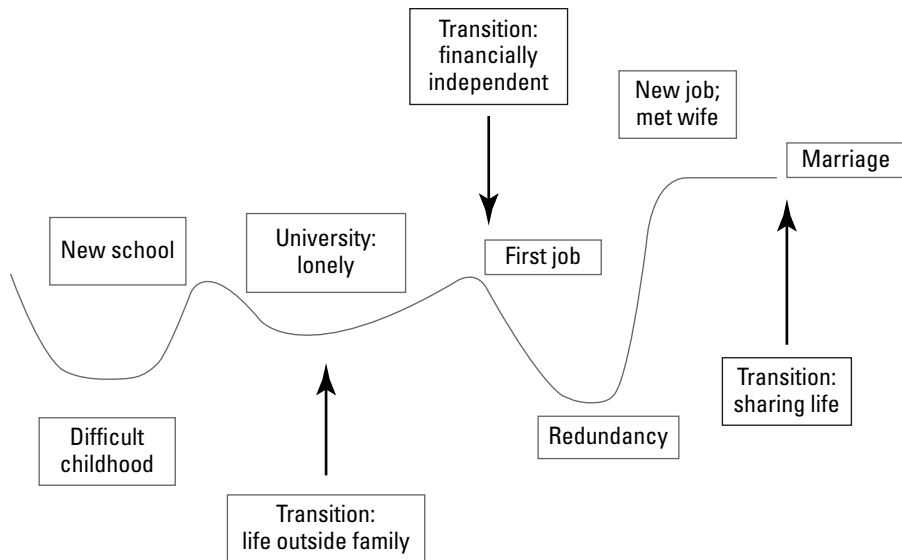 Transition:
financially
independent
New job;
met wife
Marriage
New school
University:
lonely
First job
Transition:
sharing life
Difficult
childhood
Redundancy
Transition:
life outside family